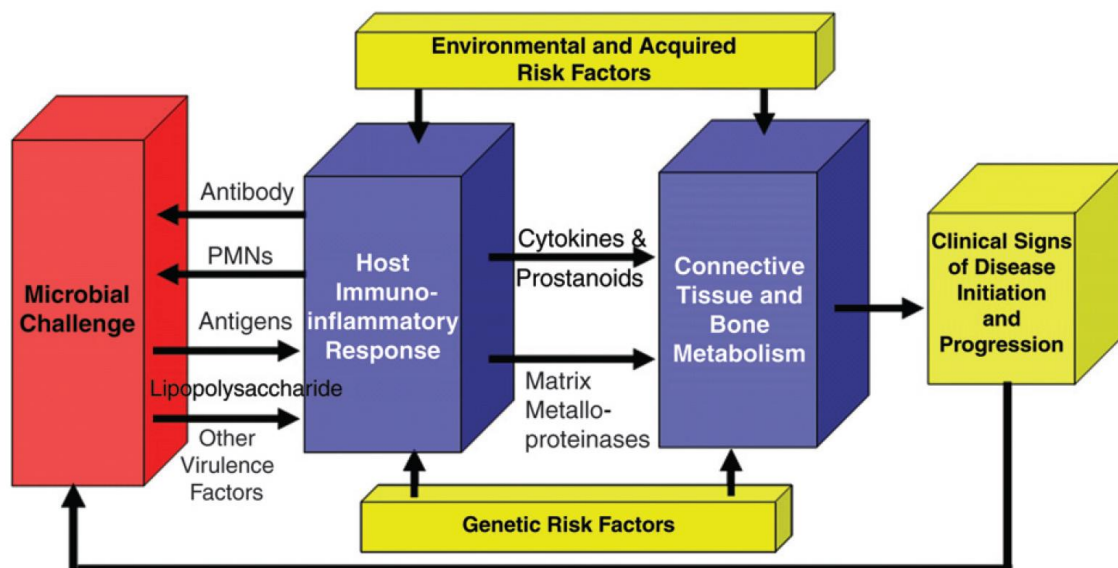 Environmental and Acquired
Risk Factors
Microbial
Challenge
Antibody
PMNs
Antigens
Lipopolysaccharide
Other
Virulence
Factors
Host
Immuno-
inflammatory
Response
Cytokines &
Prostanoids
Matrix
Metallo-
proteinases
Connective
Tissue and
Bone
Metabolism
Clinical Signs
of Disease
Initiation
and
Progression
Genetic Risk Factors